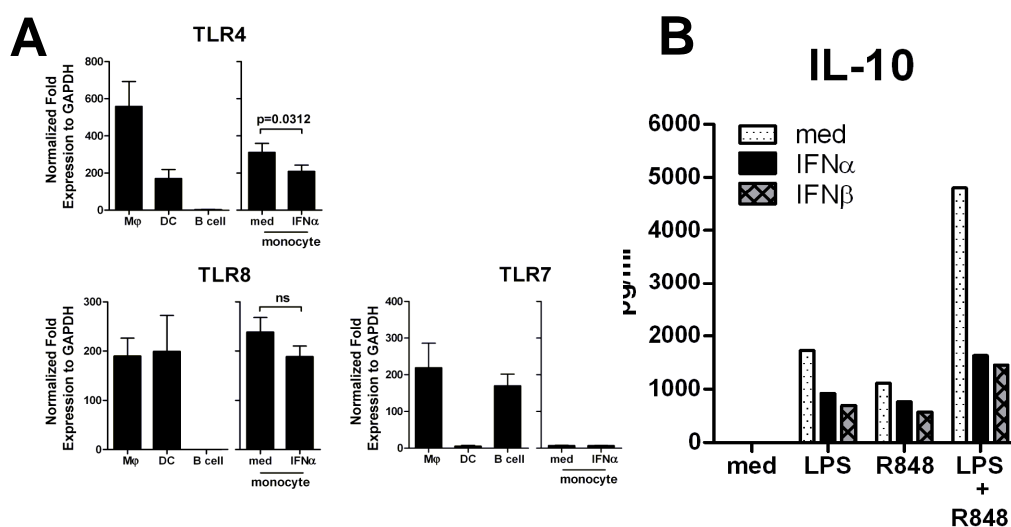 A
TLR4
Normalized Fold
Expression to GAPDH
800
600
400
200
0
p=0.0312
Mφ DC B cell med IFNα
monocyte
TLR8
Normalized Fold
Expression to GAPDH
300
200
100
0
ns
Mφ DC B cell med IFNα
monocyte
TLR7
Normalized Fold
Expression to GAPDH
400
300
200
100
0
Mφ DC B cell med IFNα
monocyte
B
IL-10
pg/ml
6000
5000
4000
3000
2000
1000
0
med
IFNα
IFNβ
med LPS R848 LPS
+
R848